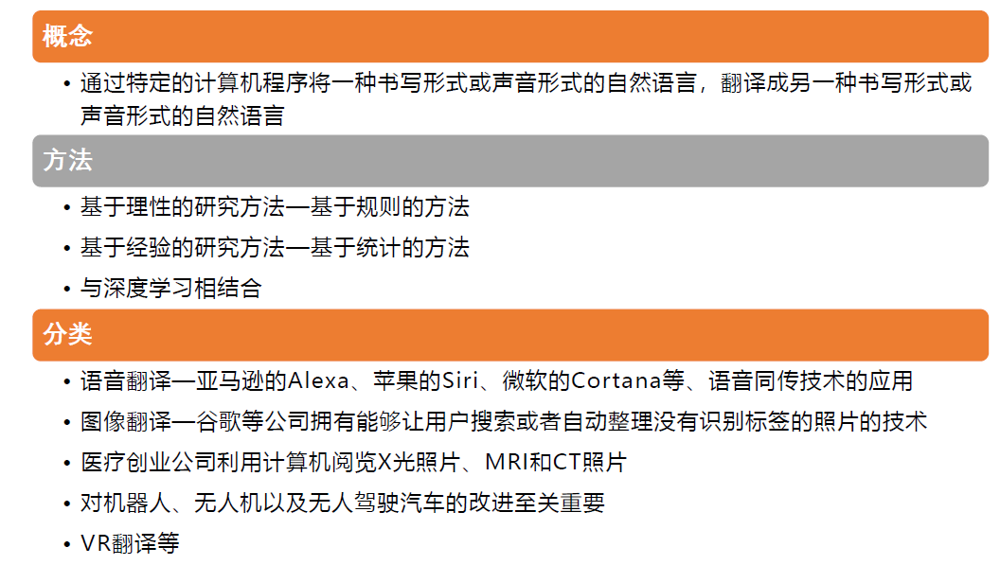 概念
• 通过特定的计算机程序将一种书写形式或声音形式的自然语言，翻译成另一种书写形式或
声音形式的自然语言
方法
• 基于理性的研究方法—基于规则的方法
• 基于经验的研究方法—基于统计的方法
• 与深度学习相结合
分类
• 语音翻译—亚马逊的Alexa、苹果的Siri、微软的Cortana等、语音同传技术的应用
• 图像翻译—谷歌等公司拥有能够让用户搜索或者自动整理没有识别标签的照片的技术
• 医疗创业公司利用计算机阅览X光照片、MRI和CT照片
• 对机器人、无人机以及无人驾驶汽车的改进至关重要
• VR翻译等